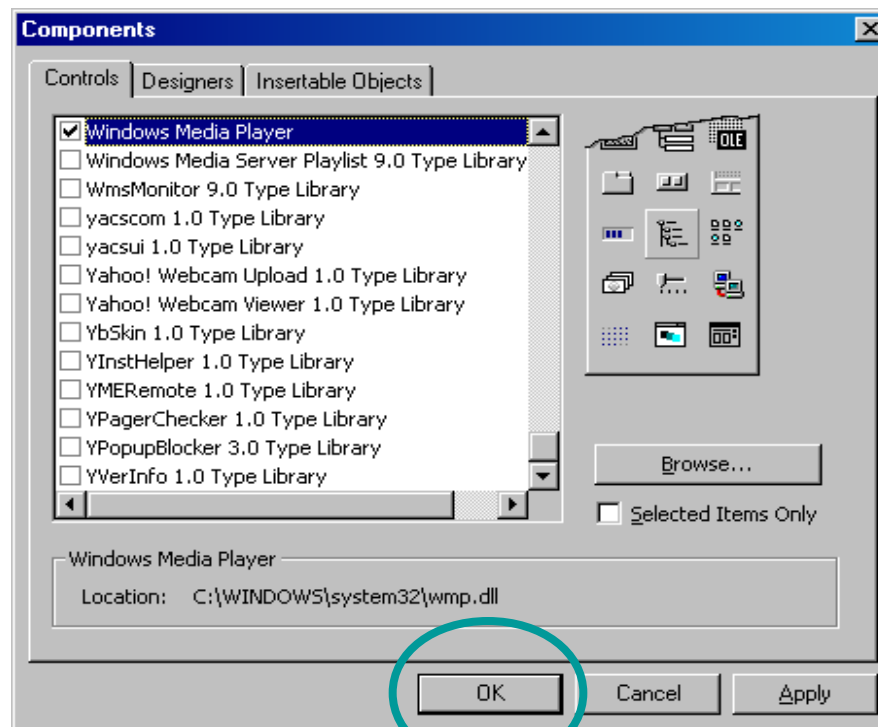 Components
Controls Designers Insertable Objects
Windows Media Player
Windows Media Server Playlist 9.0 Type Library
WmsMonitor 9.0 Type Library
yacscom 1.0 Type Library
yacsui 1.0 Type Library
Yahoo! Webcam Upload 1.0 Type Library
Yahoo! Webcam Viewer 1.0 Type Library
YbSkin 1.0 Type Library
YInstHelper 1.0 Type Library
YMERemote 1.0 Type Library
YPagerChecker 1.0 Type Library
YPopupBlocker 3.0 Type Library
YVerInfo 1.0 Type Library
OLE
Browse...
Selected Items Only
Windows Media Player
Location: C:\WINDOWS\system32\wmp.dll
OK Cancel Apply